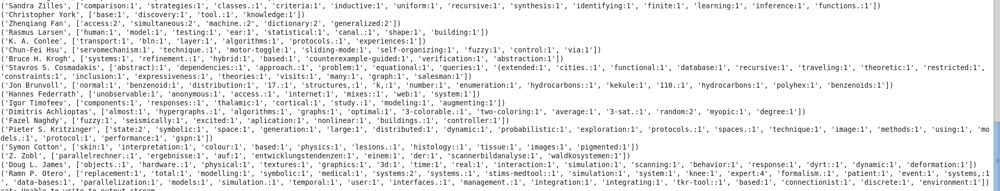 ('Sandra Zilles', ['comparison:1', 'strategies:1', 'classes.:1', 'criteria:1', 'inductive:1', 'uniform:1', 'recursive:1', 'synthesis:1', 'identifying:1', 'finite:1', 'learning:1', 'inference:1', 'functions.:1'])
('Christopher York', ['base:1', 'discovery:1', 'tool.:1', 'knowledge:1'])
('Zhenqiang Fan', ['access:2', 'simultaneous:2', 'machine.:2', 'dictionary:2', 'generalized:2'])
('Rasmus Larsen', ['human:1', 'model:1', 'testing:1', 'ear:1', 'statistical:1', 'canal.:1', 'shape:1', 'building:1'])
('K. A. Conlee', ['transport:1', 'bln:1', 'layer:1', 'algorithms:1', 'protocols.:1', 'experiences:1'])
('Chun-Fei Hsu', ['servomechanism:1', 'technique.:1', 'motor-toggle:1', 'sliding-mode:1', 'self-organizing:1', 'fuzzy:1', 'control:1', 'via:1'])
('Bruce H. Krogh', ['systems:1', 'refinement.:1', 'hybrid:1', 'based:1', 'counterexample-guided:1', 'verification:1', 'abstraction:1'])
('Stavros S. Cosmadakis', ['abstract):1', 'dependencies::1', 'approach.:1', 'problem:1', 'equational:1', 'queries:1', '(extended:1', 'cities.:1', 'functional:1', 'database:1', 'recursive:1', 'traveling:1', 'theoretic:1', 'restricted:1',
'constraints:1', 'inclusion:1', 'expressiveness:1', 'theories:1', 'visits:1', 'many:1', 'graph:1', 'salesman:1'])
('Jon Brunvoll', ['normal:1', 'benzenoid:1', 'distribution:1', '17.:1', 'structures,:1', 'k,:1', 'number:1', 'enumeration:1', 'hydrocarbons::1', 'kekule:1', '110.:1', 'hydrocarbons:1', 'polyhex:1', 'benzenoids:1'])
('Hannes Federrath', ['unobservable:1', 'anonymous:1', 'access.:1', 'internet:1', 'mixes::1', 'web:1', 'system:1'])
('Igor Timofeev', ['components:1', 'responses::1', 'thalamic:1', 'cortical:1', 'study.:1', 'modeling:1', 'augmenting:1'])
('Dimitris Achlioptas', ['almost:1', 'hypergraphs.:1', 'algorithms:1', 'graphs:1', 'optimal:1', '3-colorable.:1', 'two-coloring:1', 'average:1', '3-sat.:1', 'random:2', 'myopic:1', 'degree:1'])
('Fazel Naghdy', ['fuzzy:1', 'seismically:1', 'excited:1', 'aplication:1', 'nonlinear:1', 'buildings.:1', 'controller:1'])
('Pieter S. Kritzinger', ['state:2', 'symbolic:1', 'space:1', 'generation:1', 'large:1', 'distributed:1', 'dynamic:1', 'probabilistic:1', 'exploration:1', 'protocols.:1', 'spaces.:1', 'technique:1', 'image:1', 'methods:1', 'using:1', 'mo
dels.:1', 'protocol:1', 'performance:1', 'gspn:1'])
('Symon Cotton', ['skin:1', 'interpretation:1', 'colour:1', 'based:1', 'physics:1', 'lesions.:1', 'histology::1', 'tissue:1', 'images:1', 'pigmented:1'])
('Z. Zobl', ['parallelrechner.:1', 'ergebnisse:1', 'auf:1', 'entwicklungstendenzen:1', 'einem:1', 'der:1', 'scannerbildanalyse:1', 'waldkosystemen:1'])
('Doug L. James', ['objects.:1', 'hardware.:1', 'physical:1', 'textures:1', 'graphics:1', '3d:1', 'time:1', 'real:1', 'interaction:1', 'simulation:1', 'scanning:1', 'behavior:1', 'response:1', 'dyrt::1', 'dynamic:1', 'deformation:1'])
('Ramn P. Otero', ['replacement:1', 'total:1', 'modelling:1', 'symbolic:1', 'medical:1', 'systems:2', 'systems.:1', 'stims-medtool::1', 'simulation:1', 'system:1', 'knee:1', 'expert:4', 'formalism.:1', 'patient:1', 'event:1', 'systems,:1
', 'data-bases:1', 'parallelization:1', 'models:1', 'simulation.:1', 'temporal:1', 'user:1', 'interfaces.:1', 'management.:1', 'integration:1', 'integrating:1', 'tkr-tool::1', 'based:1', 'connectionist:1', 'discrete:1', 'environment:1'])
cat: Unable to write to output stream.